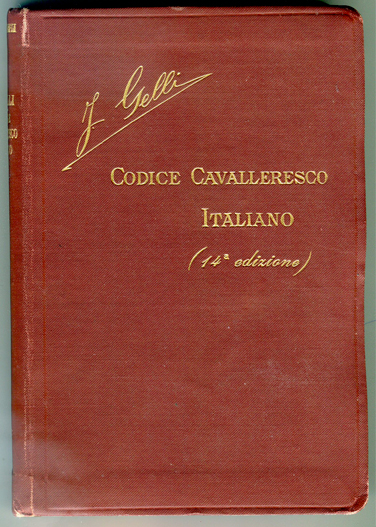 J. Gelli
CODICE CAVALLERESCO
ITALIANO
(14ª edizione)